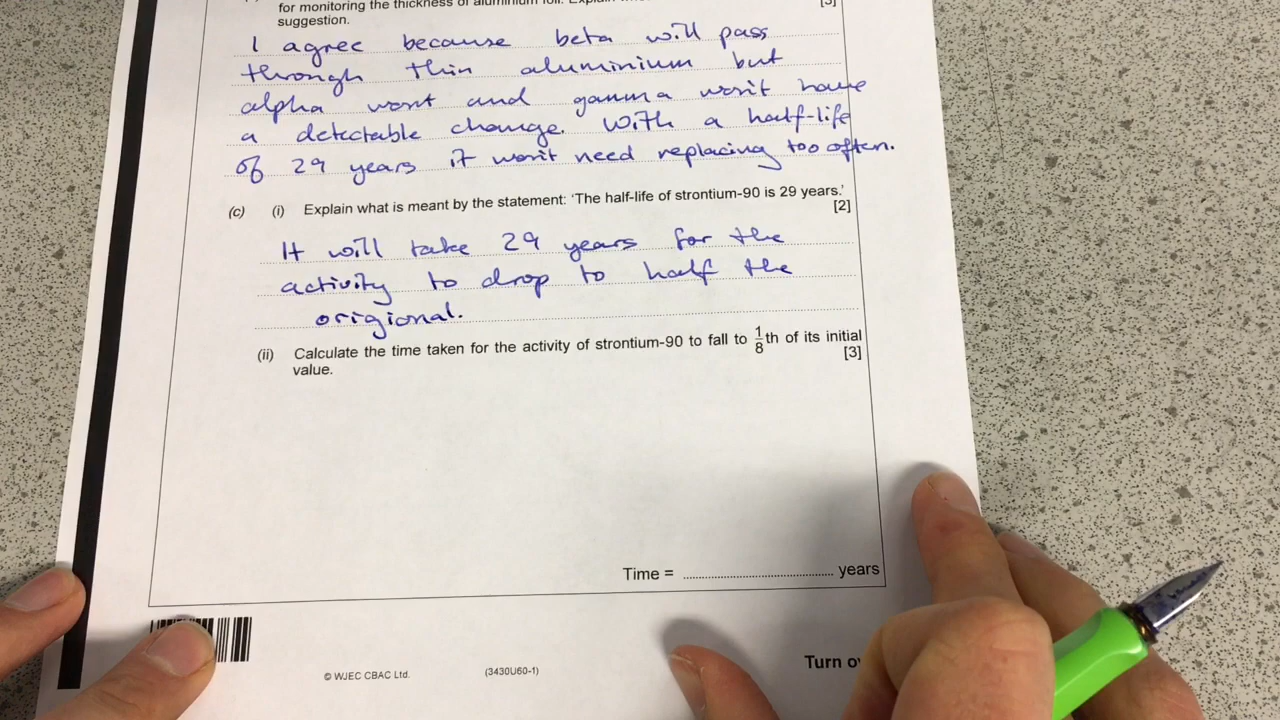 for monitoring the thickness of aluminium foil. Explain
suggestion.
[3]
I agree because beta will pass
through thin aluminium but
alpha wont and gamma won't have
a detectable change. With a half-life
of 29 years it won't need replacing too often.
(c) (i) Explain what is meant by the statement: 'The half-life of strontium-90 is 29 years.'
[2]
It will take 29 years for the
activity to drop to half the
origional.
(ii) Calculate the time taken for the activity of strontium-90 to fall to 1/8 th of its initial
value.
[3]
Time = ........................................ years
© WJEC CBAC Ltd.
(3430U60-1)
Turn